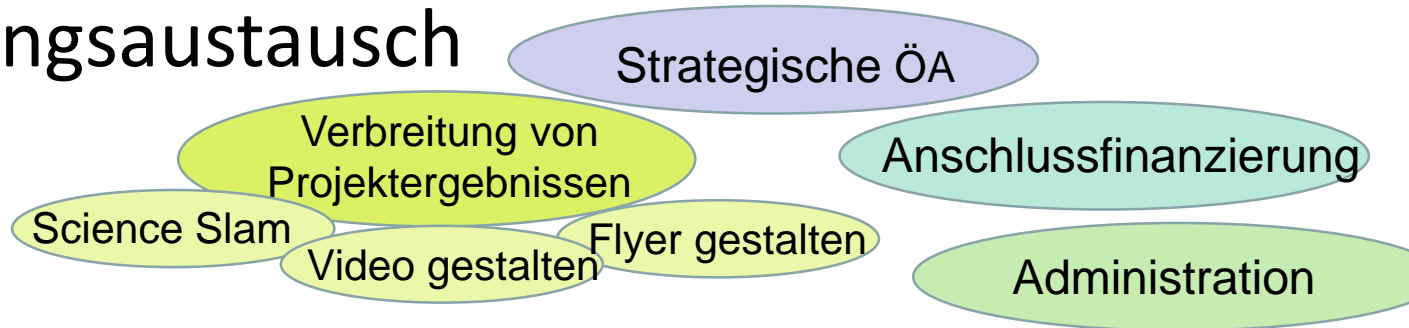 ngsaustausch
Strategische ÖA
Verbreitung von
Projektergebnissen
Anschlussfinanzierung
Science Slam
Flyer gestalten
Video gestalten
Administration